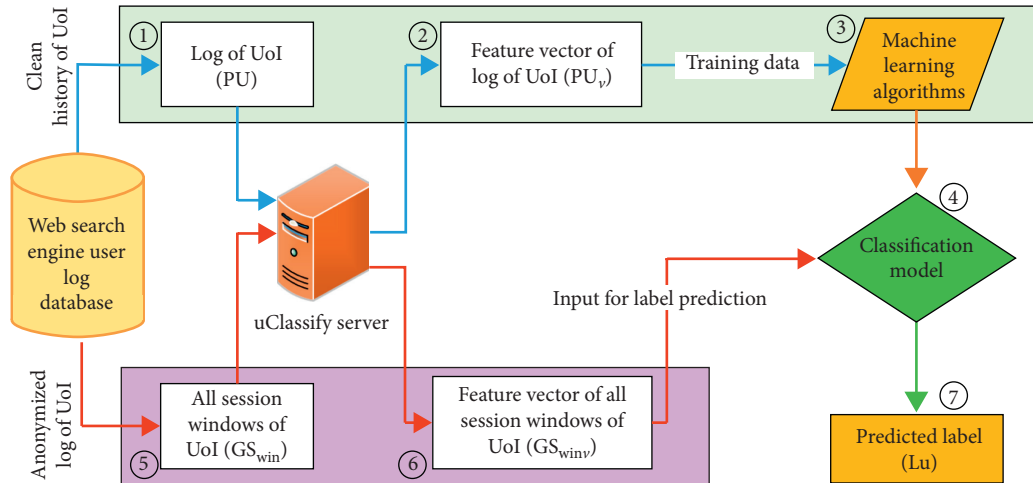 Clean
history of UoI
1
Log of UoI
(PU)
2
Feature vector of
log of UoI (PUv)
Training data
3
Machine
learning
algorithms
Web search
engine user
log
database
uClassify server
4
Classification
model
Input for label prediction
Anonymized
log of UoI
5
All session
windows of
UoI (GSwin)
6
Feature vector of all
session windows of
UoI (GSwinv)
7
Predicted label
(Lu)